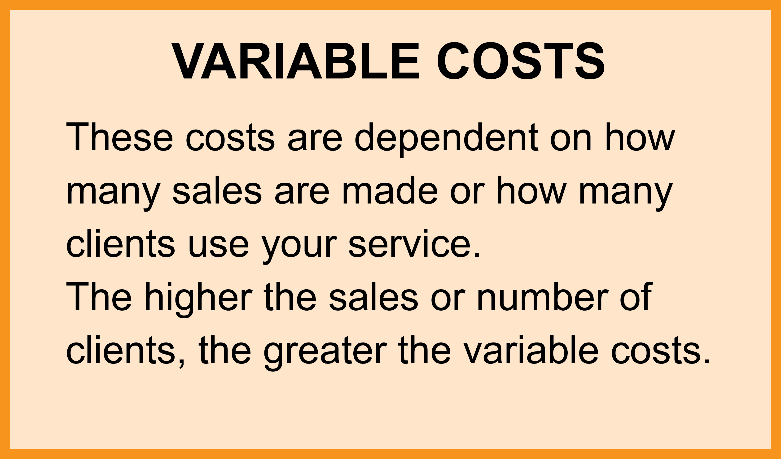 VARIABLE COSTS
These costs are dependent on how
many sales are made or how many
clients use your service.
The higher the sales or number of
clients, the greater the variable costs.